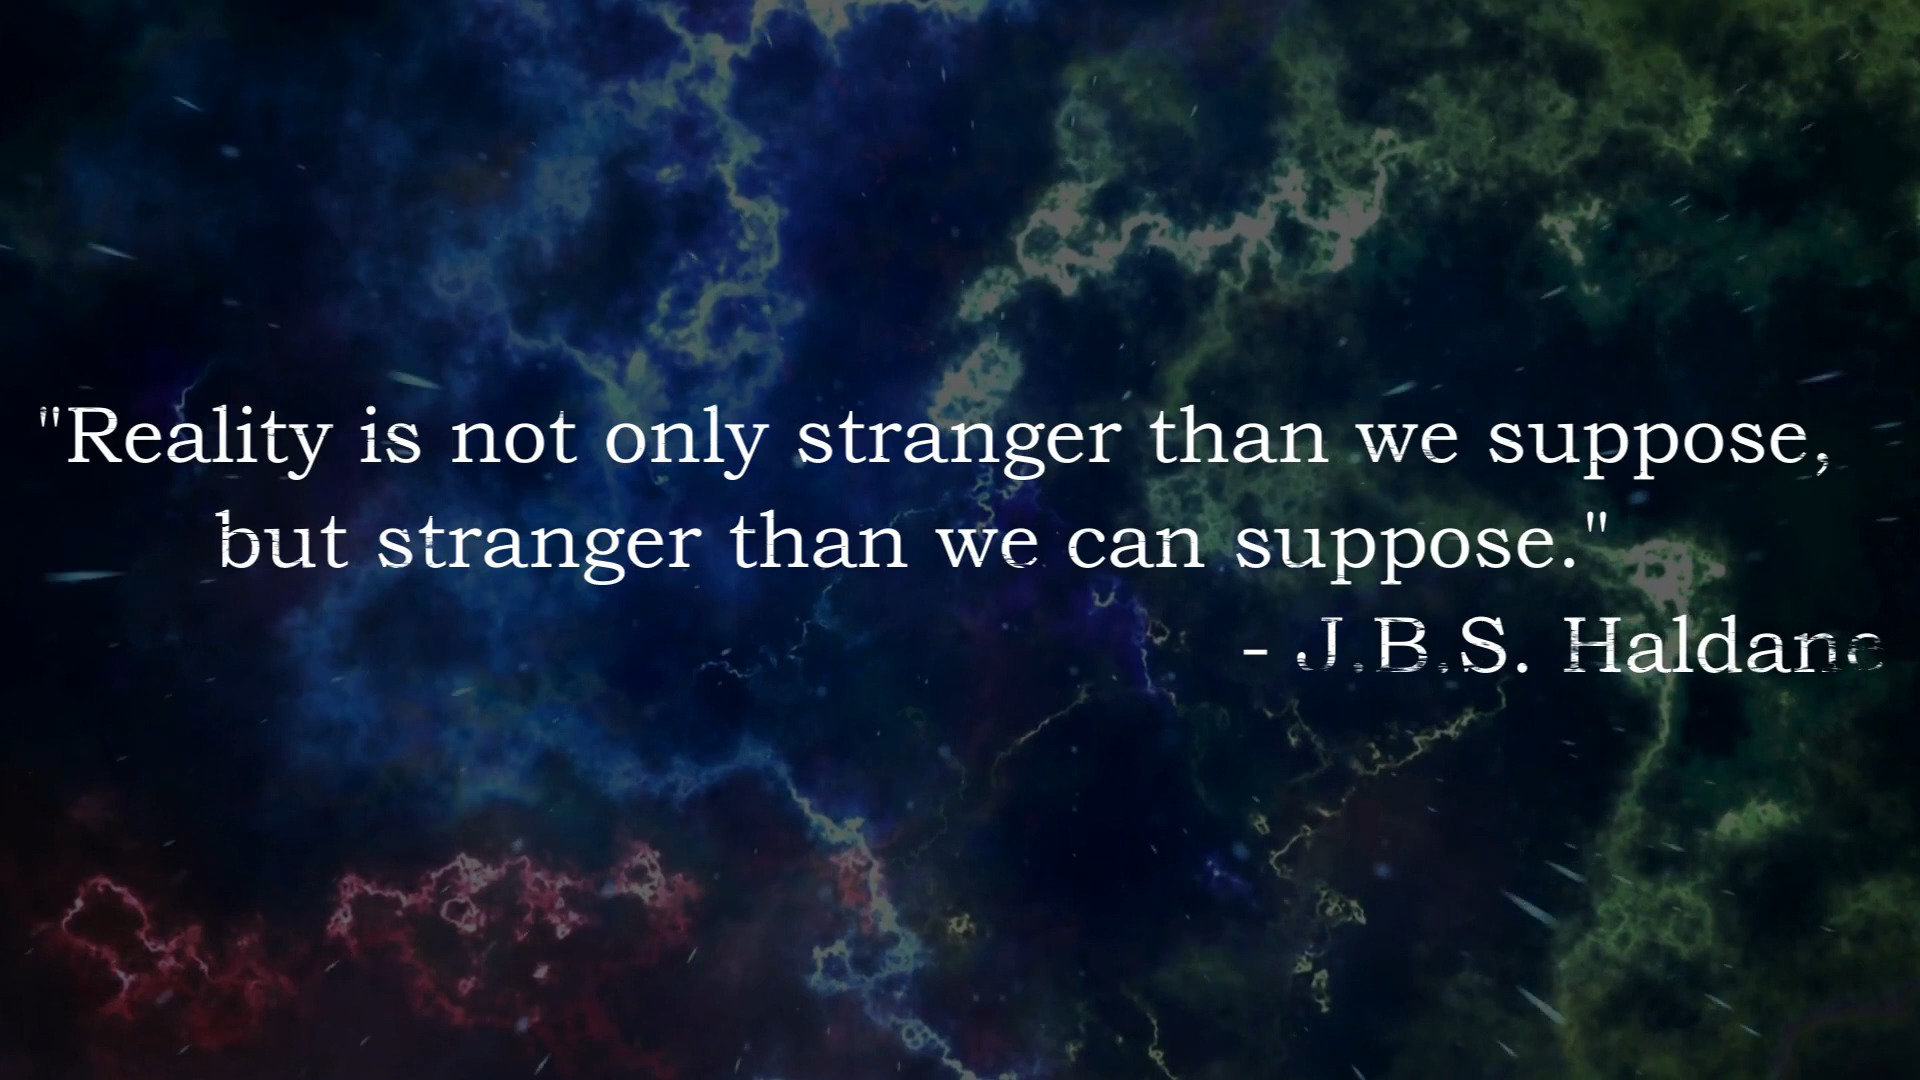 "Reality is not only stranger than we suppose,
but stranger than we can suppose."
- J.B.S. Haldane